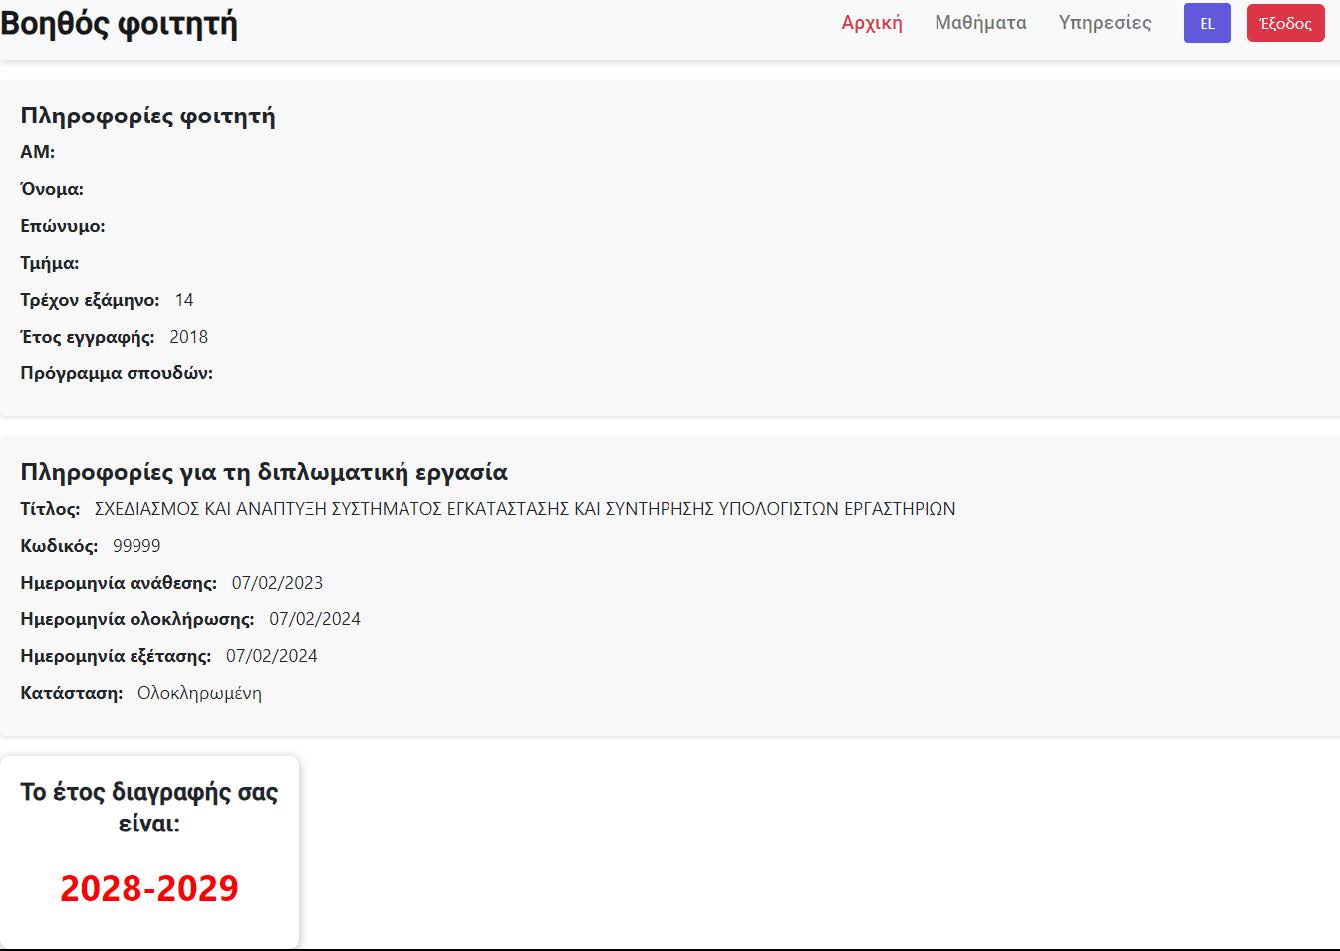 Βοηθός φοιτητή
Αρχική Μαθήματα Υπηρεσίες EL Έξοδος
Πληροφορίες φοιτητή
ΑΜ:
Όνομα:
Επώνυμο:
Τμήμα:
Τρέχον εξάμηνο: 14
Έτος εγγραφής: 2018
Πρόγραμμα σπουδών:
Πληροφορίες για τη διπλωματική εργασία
Τίτλος: ΣΧΕΔΙΑΣΜΟΣ ΚΑΙ ΑΝΑΠΤΥΞΗ ΣΥΣΤΗΜΑΤΟΣ ΕΓΚΑΤΑΣΤΑΣΗΣ ΚΑΙ ΣΥΝΤΗΡΗΣΗΣ ΥΠΟΛΟΓΙΣΤΩΝ ΕΡΓΑΣΤΗΡΙΩΝ
Κωδικός: 99999
Ημερομηνία ανάθεσης: 07/02/2023
Ημερομηνία ολοκλήρωσης: 07/02/2024
Ημερομηνία εξέτασης: 07/02/2024
Κατάσταση: Ολοκληρωμένη
Το έτος διαγραφής σας
είναι:
2028-2029